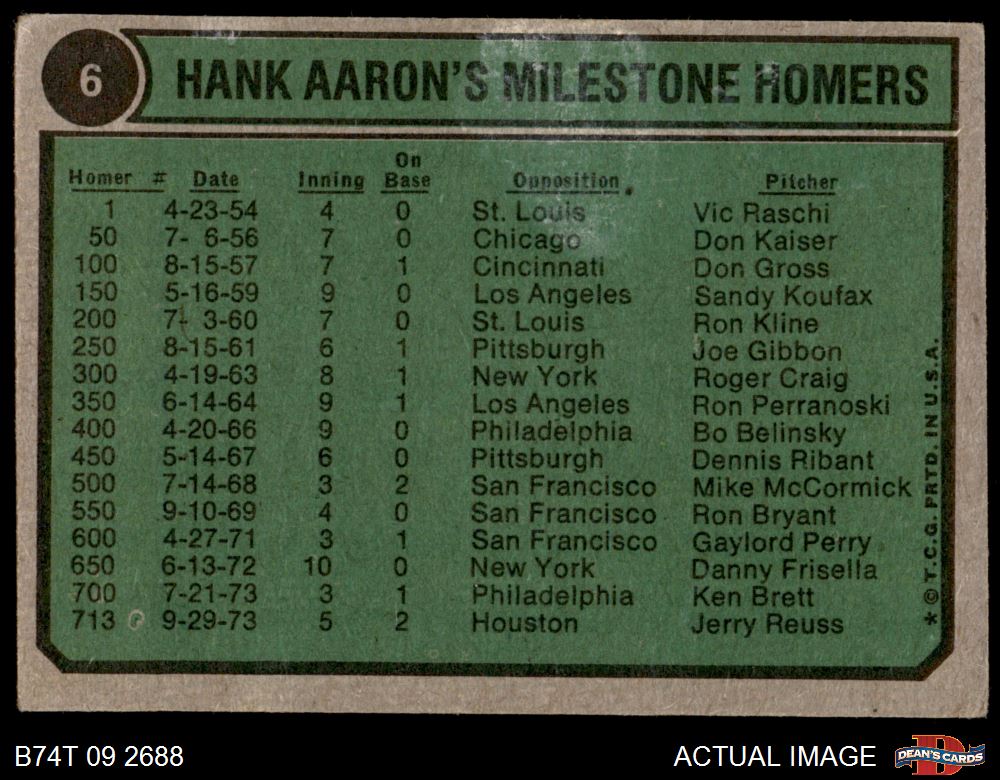 6
HANK AARON'S MILESTONE HOMERS
Homer # Date Inning On Base Opposition Pitcher
1 4-23-54 4 0 St. Louis Vic Raschi
50 7- 6-56 7 0 Chicago Don Kaiser
100 8-15-57 7 1 Cincinnati Don Gross
150 5-16-59 9 0 Los Angeles Sandy Koufax
200 7- 3-60 7 0 St. Louis Ron Kline
250 8-15-61 6 1 Pittsburgh Joe Gibbon
300 4-19-63 8 1 New York Roger Craig
350 6-14-64 9 1 Los Angeles Ron Perranoski
400 4-20-66 9 0 Philadelphia Bo Belinsky
450 5-14-67 6 0 Pittsburgh Dennis Ribant
500 7-14-68 3 2 San Francisco Mike McCormick
550 9-10-69 4 0 San Francisco Ron Bryant
600 4-27-71 3 1 San Francisco Gaylord Perry
650 6-13-72 10 0 New York Danny Frisella
700 7-21-73 3 1 Philadelphia Ken Brett
713 9-29-73 5 2 Houston Jerry Reuss
* © T.C.G. PRTD. IN U.S.A.
B74T 09 2688
ACTUAL IMAGE
D
DEAN'S CARDS